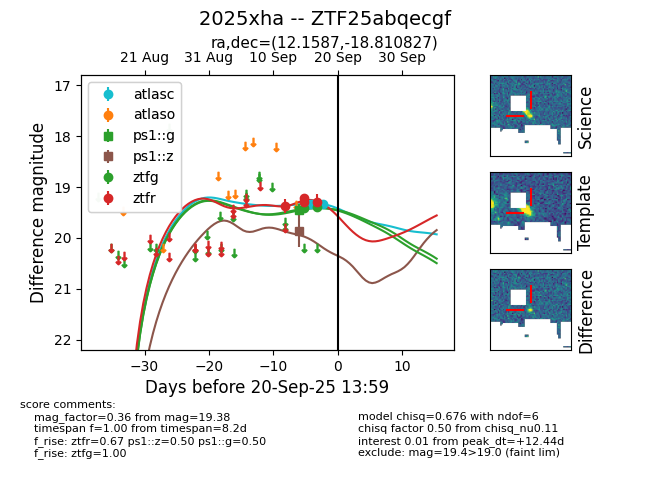 2025xha -- ZTF25abqecgf
ra,dec=(12.1587,-18.810827)
21 Aug 31 Aug 10 Sep 20 Sep 30 Sep
17
18
19
20
21
22
Difference magnitude
atlasc
atlaso
ps1::g
ps1::z
ztfg
ztfr
−30 −20 −10 0 10
Days before 20-Sep-25 13:59
Science
Template
Difference
score comments:
mag_factor=0.36 from mag=19.38
timespan f=1.00 from timespan=8.2d
f_rise: ztfr=0.67 ps1::z=0.50 ps1::g=0.50
f_rise: ztfg=1.00
model chisq=0.676 with ndof=6
chisq factor 0.50 from chisq_nu0.11
interest 0.01 from peak_dt=+12.44d
exclude: mag=19.4>19.0 (faint lim)